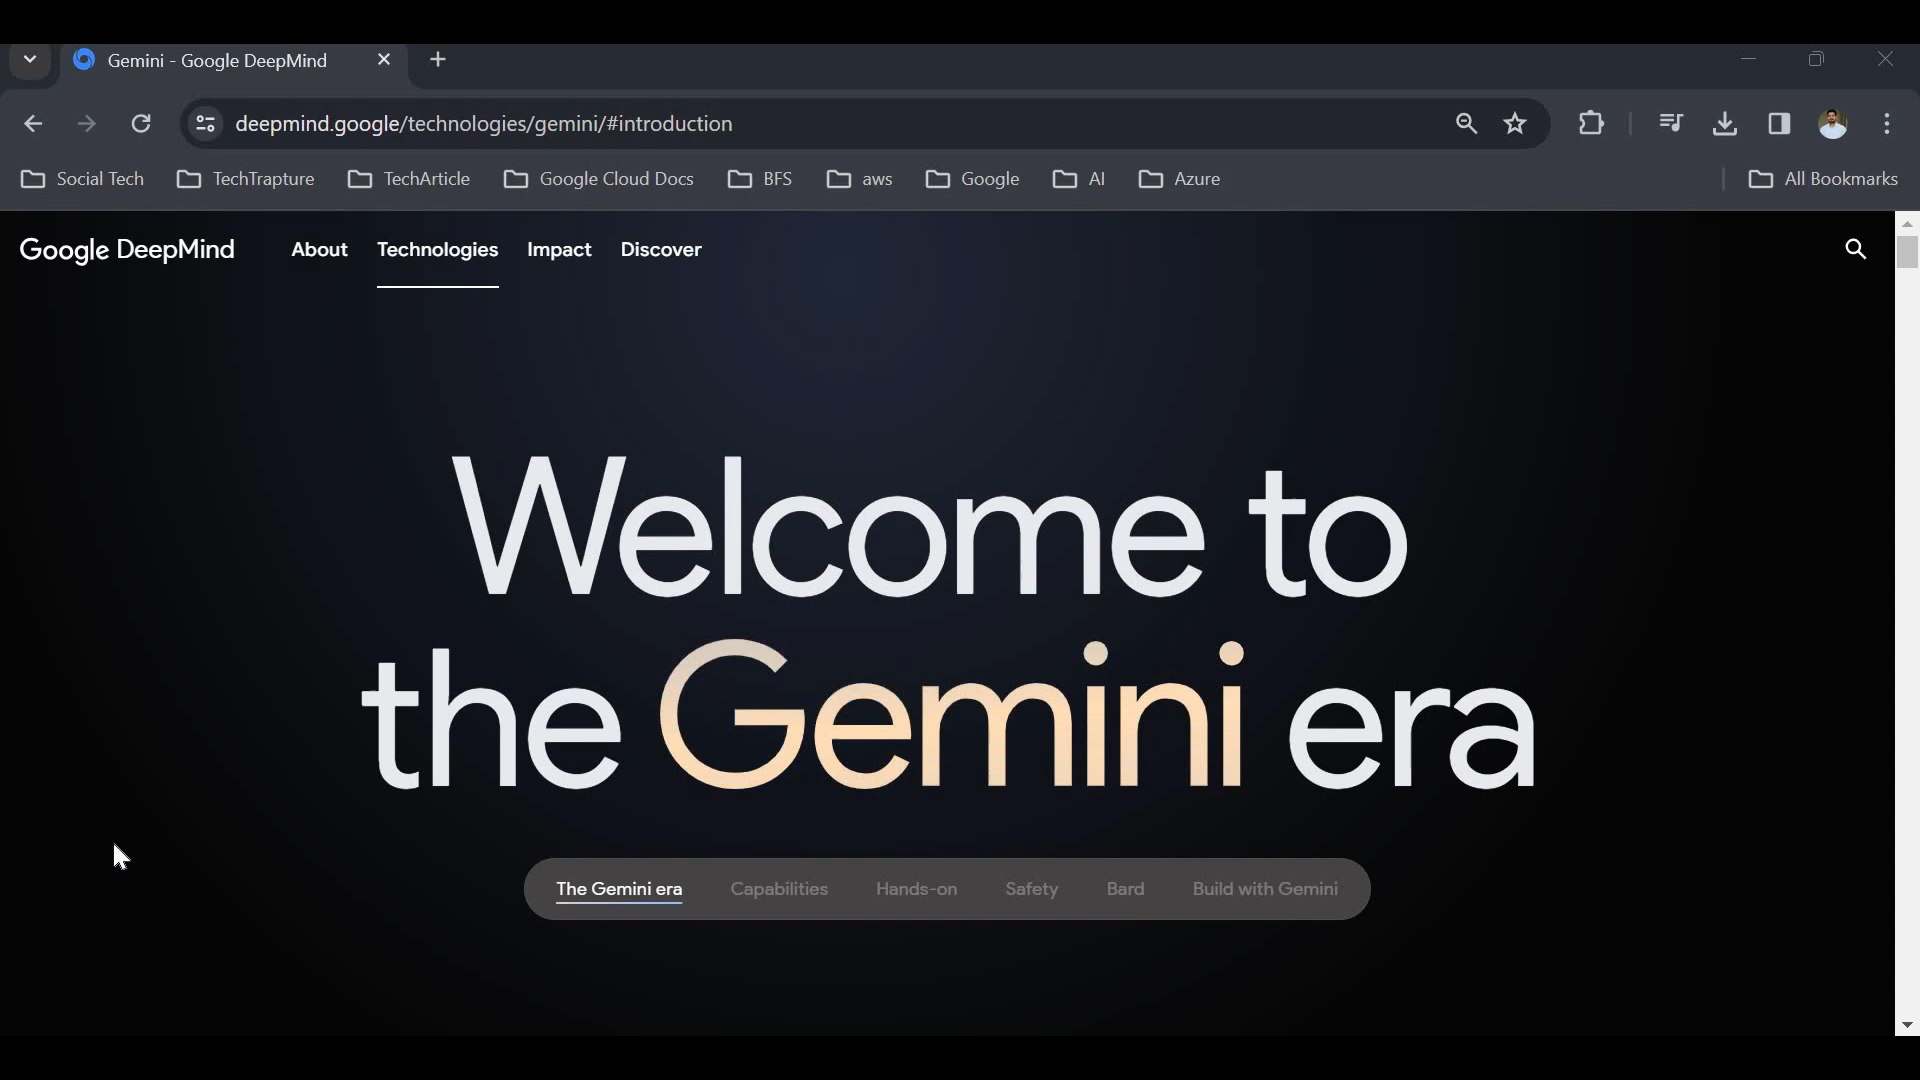 Gemini - Google DeepMind
deepmind.google/technologies/gemini/#introduction
Social Tech TechTrapture TechArticle Google Cloud Docs BFS aws Google AI Azure All Bookmarks
Google DeepMind About Technologies Impact Discover
Welcome to
the Gemini era
The Gemini era Capabilities Hands-on Safety Bard Build with Gemini